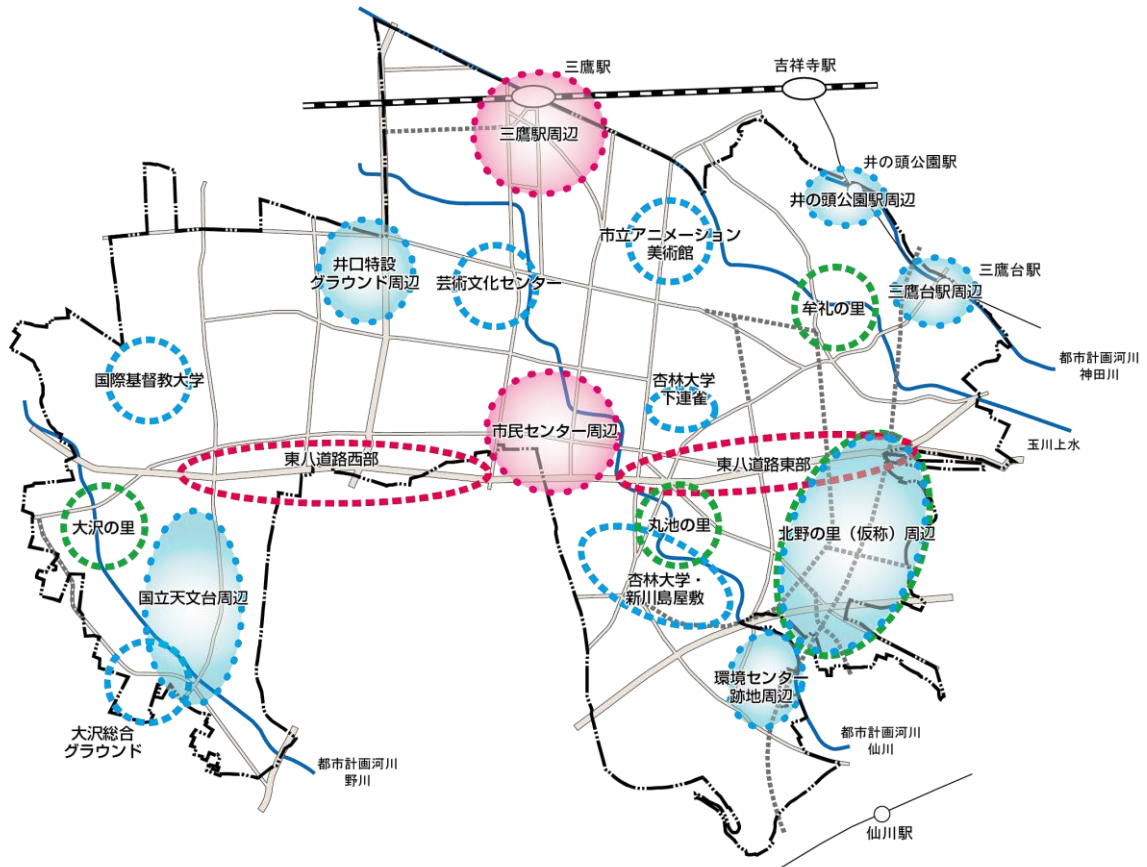 三鷹駅
吉祥寺駅
三鷹駅周辺
井の頭公園駅
井の頭公園駅周辺
市立アニメーション
美術館
井口特設
グラウンド周辺
芸術文化センター
三鷹台駅
三鷹台駅周辺
牟礼の里
都市計画河川
神田川
国際基督教大学
杏林大学
下連雀
市民センター周辺
玉川上水
東八道路西部
東八道路東部
大沢の里
丸池の里
北野の里（仮称）周辺
国立天文台周辺
杏林大学・
新川島屋敷
環境センター
跡地周辺
大沢総合
グラウンド
都市計画河川
野川
都市計画河川
仙川
仙川駅